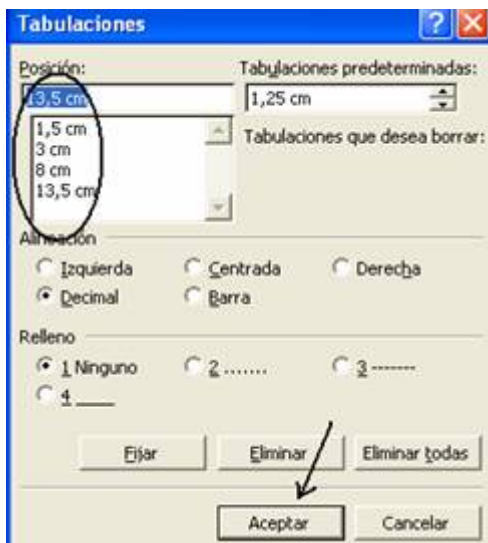 Tabulaciones
Posición:
Tabulaciones predeterminadas:
13,5 cm
1,25 cm
1,5 cm
3 cm
8 cm
13,5 cm
Tabulaciones que desea borrar:
Alineación
Izquierda
Centrada
Derecha
Decimal
Barra
Relleno
1 Ninguno
2 .......
3 -------
4 ____
Fijar
Eliminar
Eliminar todas
Aceptar
Cancelar